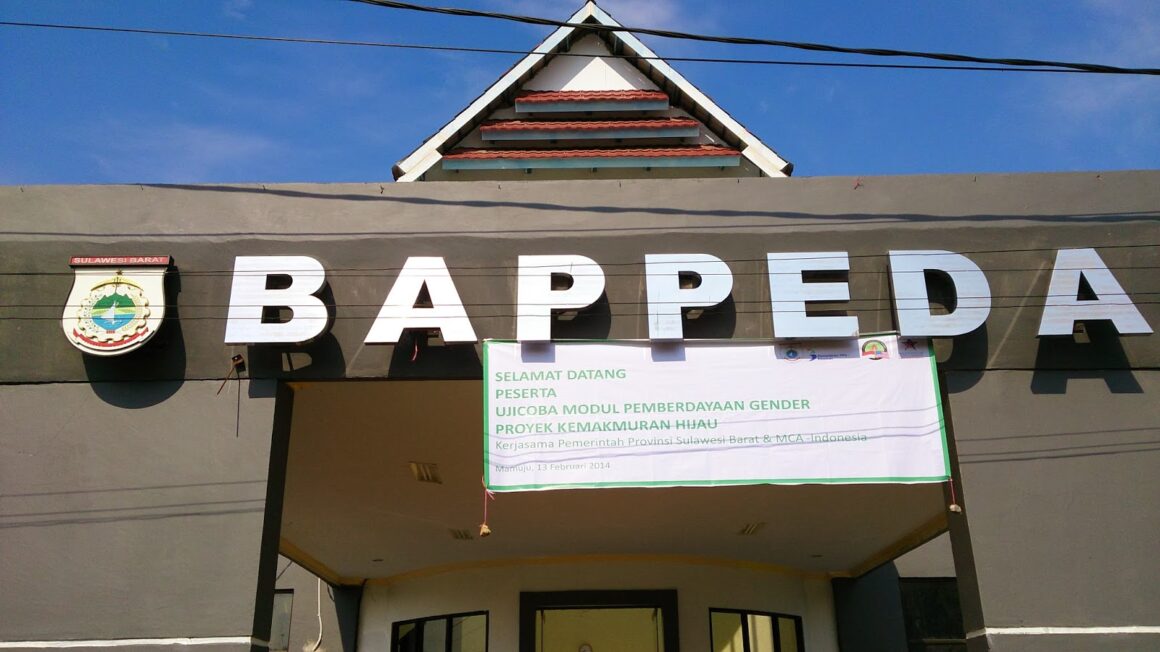 SULAWESI BARAT
BAPPEDA
SELAMAT DATANG
PESERTA
UJICOBA MODUL PEMBERDAYAAN GENDER
PROYEK KEMAKMURAN HIJAU
Kerjasama Pemerintah Provinsi Sulawesi Barat & MCA -Indonesia
Mamuju, 13 Februari 2014